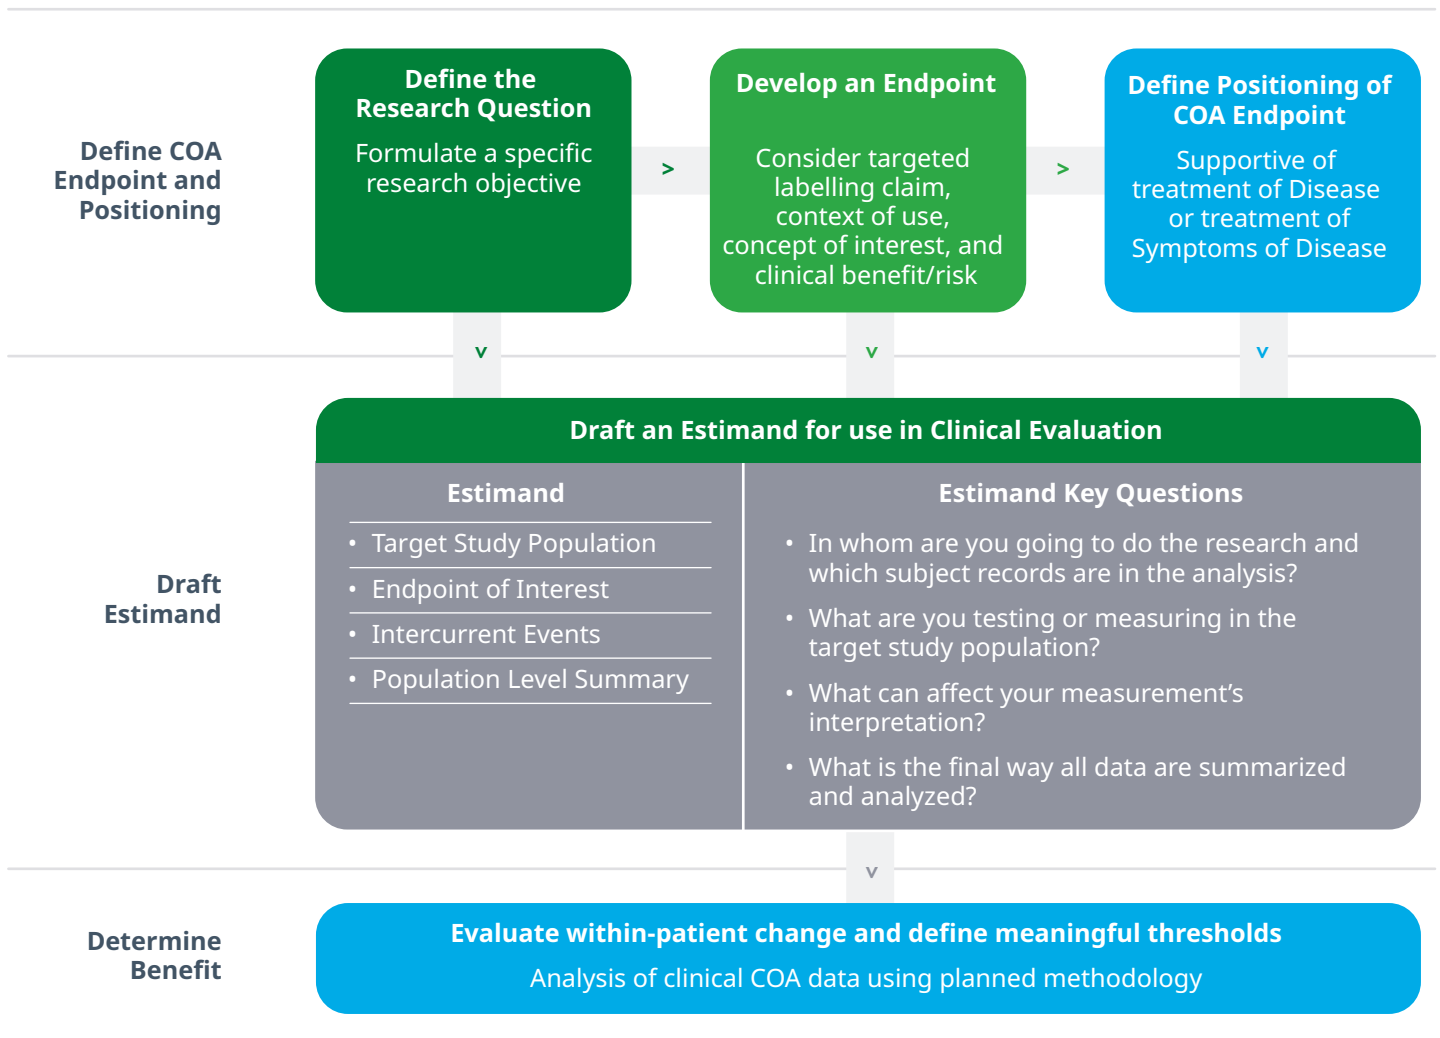 Define COA
Endpoint and
Positioning
Define the
Research Question
Formulate a specific
research objective
>
Develop an Endpoint
Consider targeted
labelling claim,
context of use,
concept of interest, and
clinical benefit/risk
>
Define Positioning of
COA Endpoint
Supportive of
treatment of Disease
or treatment of
Symptoms of Disease
v
v
v
Draft
Estimand
Draft an Estimand for use in Clinical Evaluation
Estimand
• Target Study Population
• Endpoint of Interest
• Intercurrent Events
• Population Level Summary
Estimand Key Questions
• In whom are you going to do the research and
which subject records are in the analysis?
• What are you testing or measuring in the
target study population?
• What can affect your measurement’s
interpretation?
• What is the final way all data are summarized
and analyzed?
v
Determine
Benefit
Evaluate within-patient change and define meaningful thresholds
Analysis of clinical COA data using planned methodology